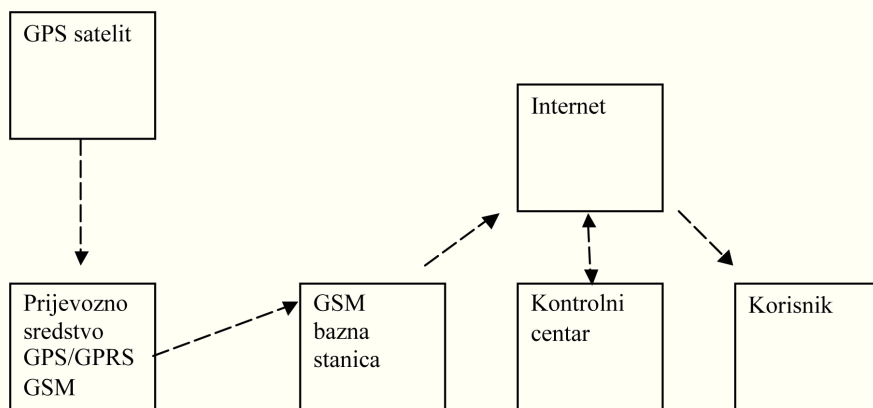 GPS satelit
Internet
Prijevozno
sredstvo
GPS/GPRS
GSM
GSM
bazna
stanica
Kontrolni
centar
Korisnik